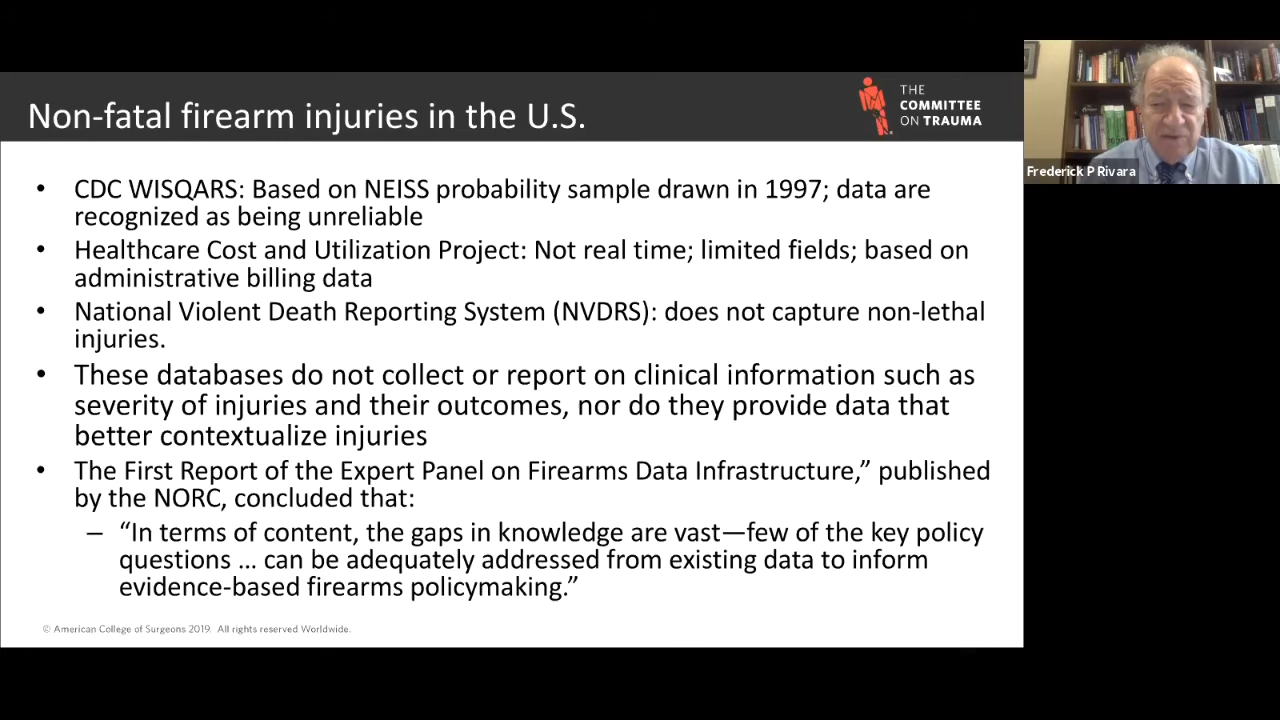 Non-fatal firearm injuries in the U.S.
THE
COMMITTEE
ON TRAUMA
Frederick P Rivara
• CDC WISQARS: Based on NEISS probability sample drawn in 1997; data are
recognized as being unreliable
• Healthcare Cost and Utilization Project: Not real time; limited fields; based on
administrative billing data
• National Violent Death Reporting System (NVDRS): does not capture non-lethal
injuries.
• These databases do not collect or report on clinical information such as
severity of injuries and their outcomes, nor do they provide data that
better contextualize injuries
• The First Report of the Expert Panel on Firearms Data Infrastructure,” published
by the NORC, concluded that:
– “In terms of content, the gaps in knowledge are vast—few of the key policy
questions … can be adequately addressed from existing data to inform
evidence-based firearms policymaking.”
© American College of Surgeons 2019. All rights reserved Worldwide.